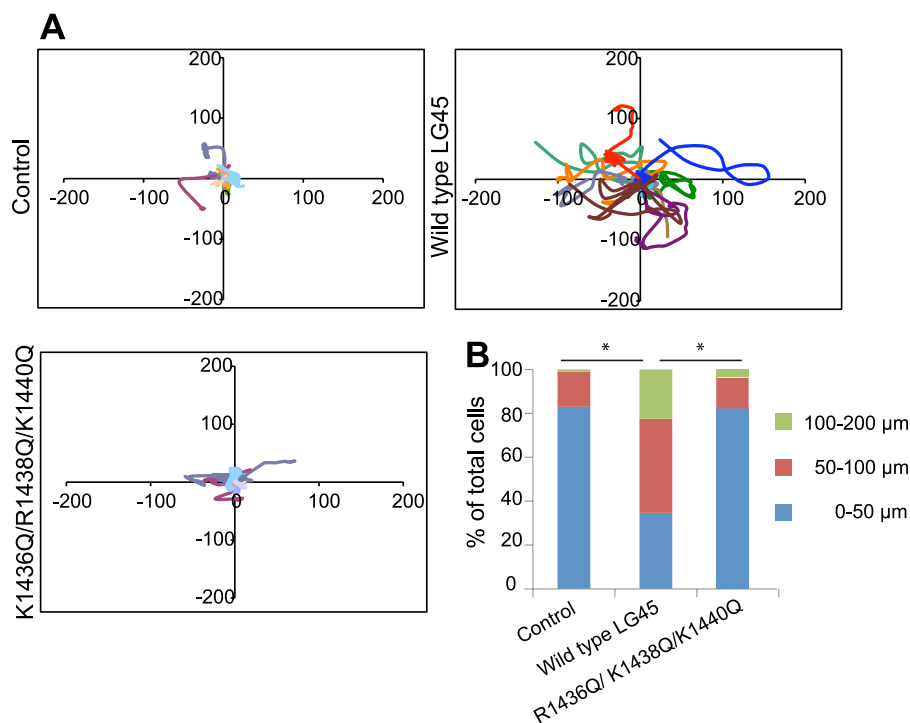 A
Control
200
100
-200
-100
0
100
200
-100
-200
Wild type LG45
200
100
-200
-100
0
100
200
-100
-200
K1436Q/R1438Q/K1440Q
200
100
-200
-100
0
100
200
-100
-200
B
* *
% of total cells
100
80
60
40
20
0
Control
Wild type LG45
R1436Q/ K1438Q/K1440Q
100-200 µm
50-100 µm
0-50 µm